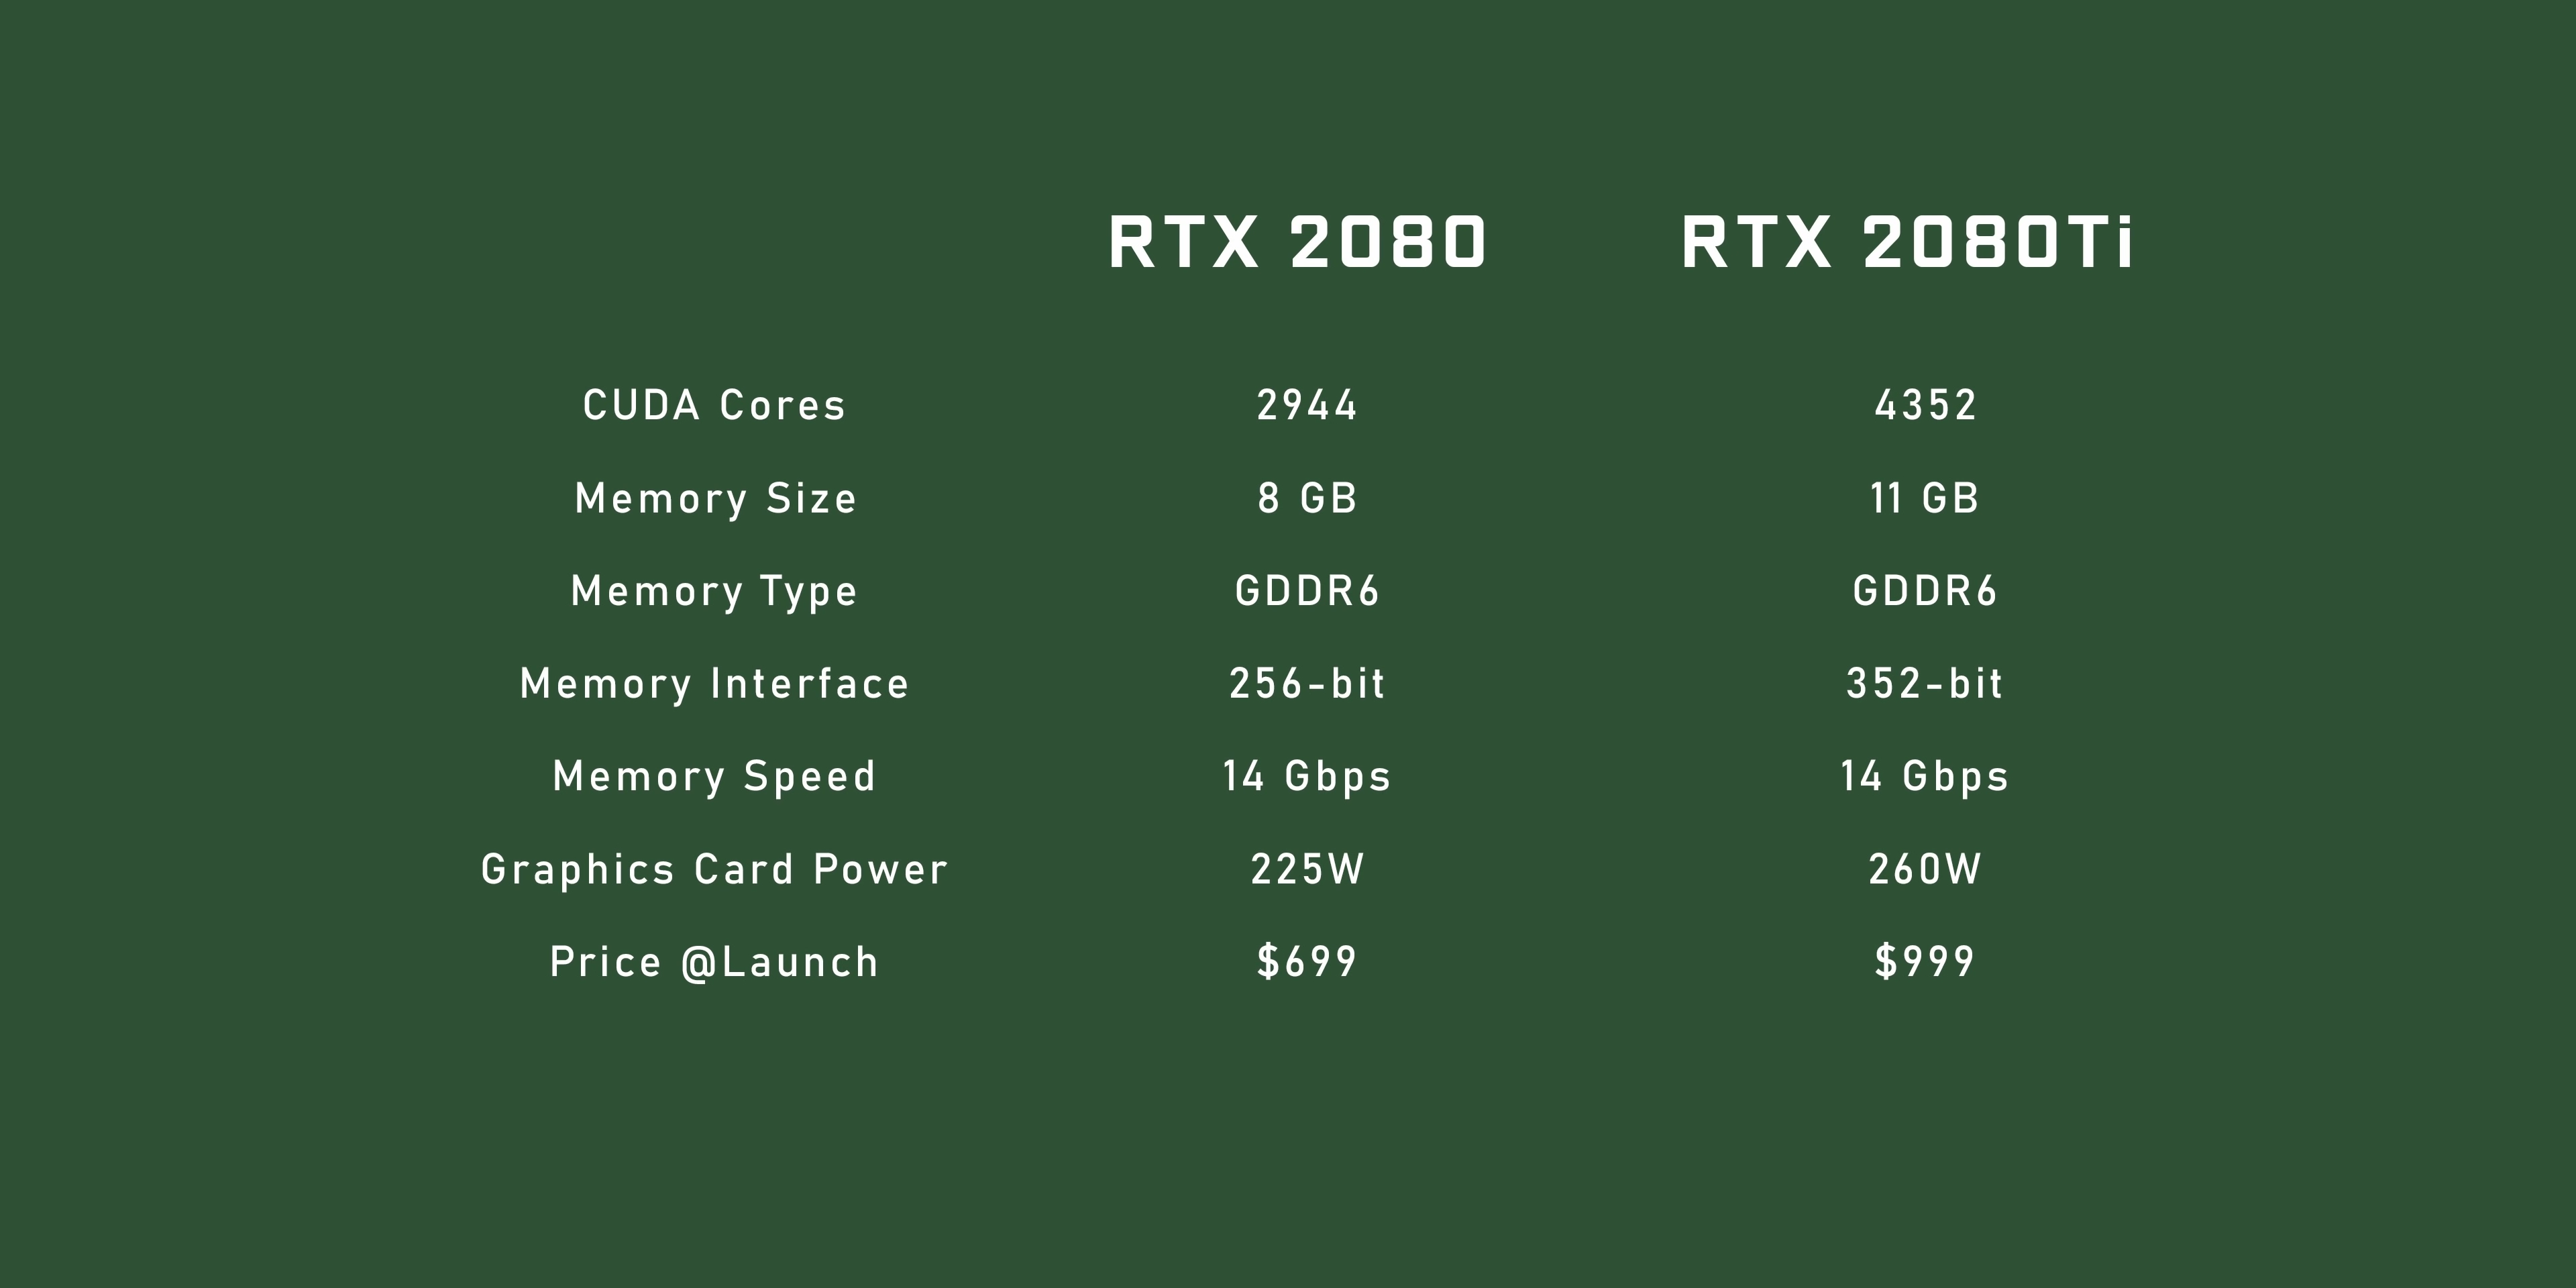 RTX 2080 RTX 2080Ti
CUDA Cores 2944 4352
Memory Size 8 GB 11 GB
Memory Type GDDR6 GDDR6
Memory Interface 256-bit 352-bit
Memory Speed 14 Gbps 14 Gbps
Graphics Card Power 225W 260W
Price @Launch $699 $999